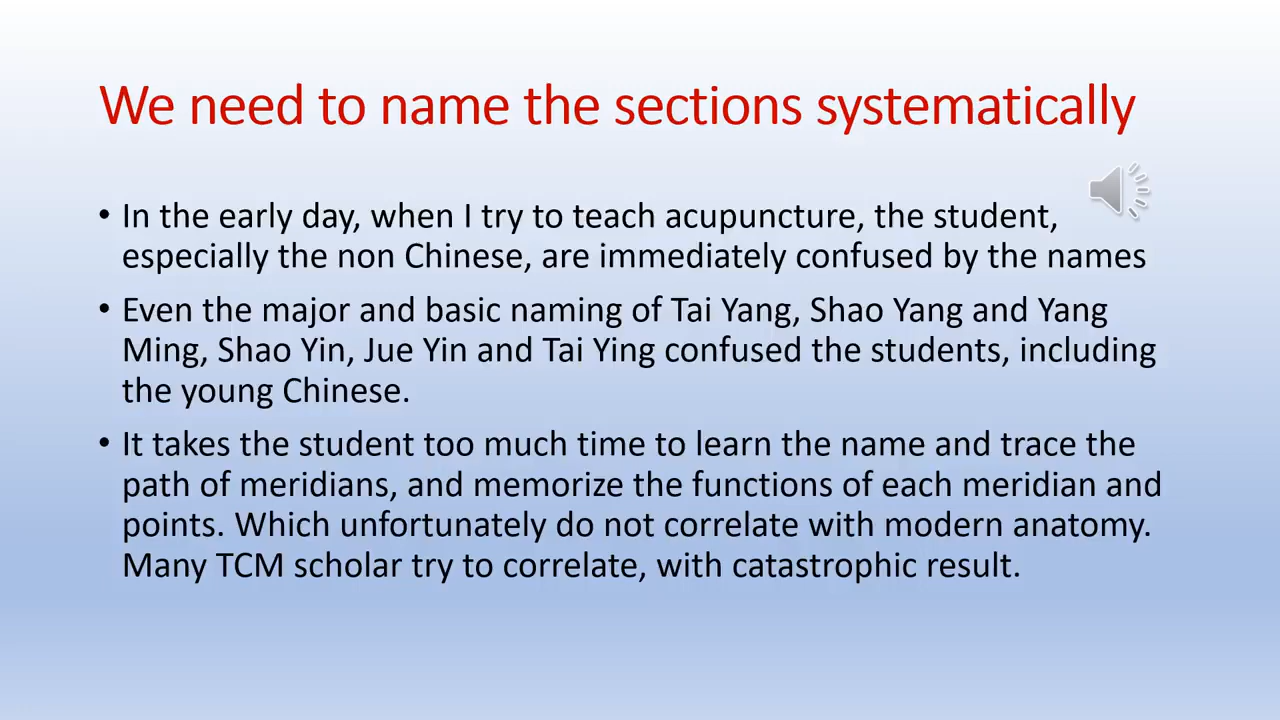 We need to name the sections systematically
• In the early day, when I try to teach acupuncture, the student,
especially the non Chinese, are immediately confused by the names
• Even the major and basic naming of Tai Yang, Shao Yang and Yang
Ming, Shao Yin, Jue Yin and Tai Ying confused the students, including
the young Chinese.
• It takes the student too much time to learn the name and trace the
path of meridians, and memorize the functions of each meridian and
points. Which unfortunately do not correlate with modern anatomy.
Many TCM scholar try to correlate, with catastrophic result.